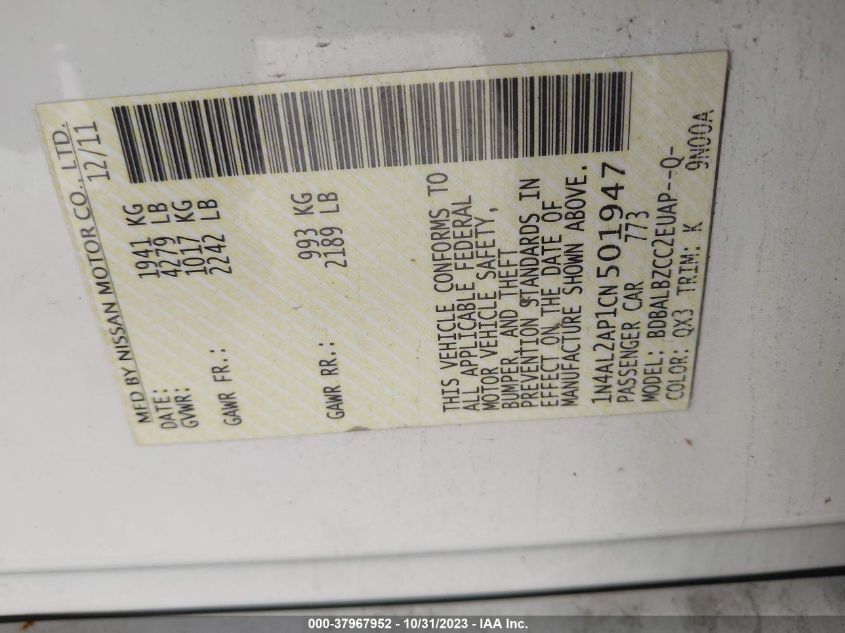 MFD BY NISSAN MOTOR CO., LTD.
DATE: 12/11
GVWR: 1941 KG
4279 LB
GAWR FR.: 1017 KG
2242 LB
GAWR RR.: 993 KG
2189 LB
THIS VEHICLE CONFORMS TO
ALL APPLICABLE FEDERAL
MOTOR VEHICLE SAFETY,
BUMPER, AND THEFT
PREVENTION STANDARDS IN
EFFECT ON THE DATE OF
MANUFACTURE SHOWN ABOVE.
1N4AL2AP1CN501947
PASSENGER CAR 773
MODEL: BDBALBZCC2EUAP--Q-
COLOR: QX3 TRIM: K 9N00A
000-37967952 - 10/31/2023 - IAA Inc.